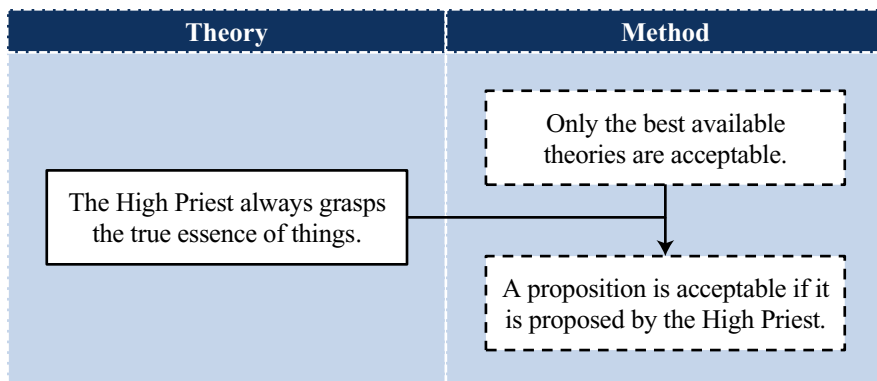 Theory
Method
Only the best available
theories are acceptable.
The High Priest always grasps
the true essence of things.
A proposition is acceptable if it
is proposed by the High Priest.